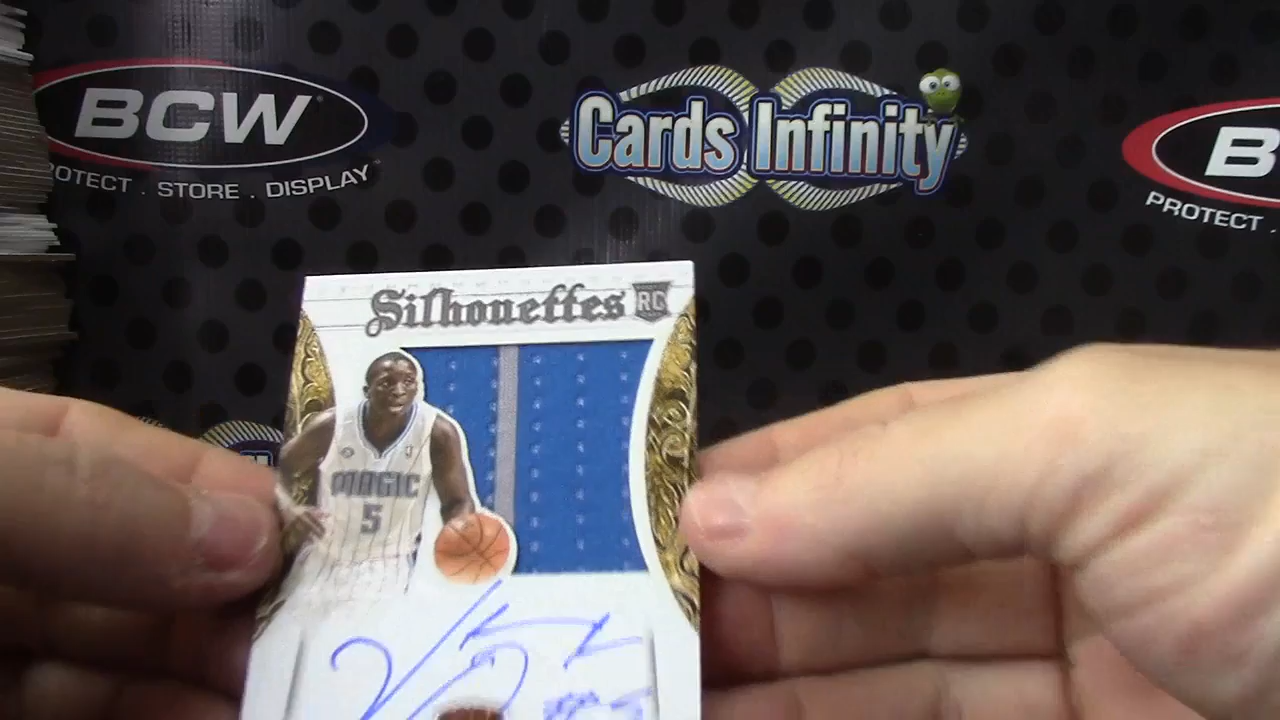 BCW
PROTECT . STORE . DISPLAY
Cards Infinity
B
PROTECT .
Silhouettes RC
MAGIC
5